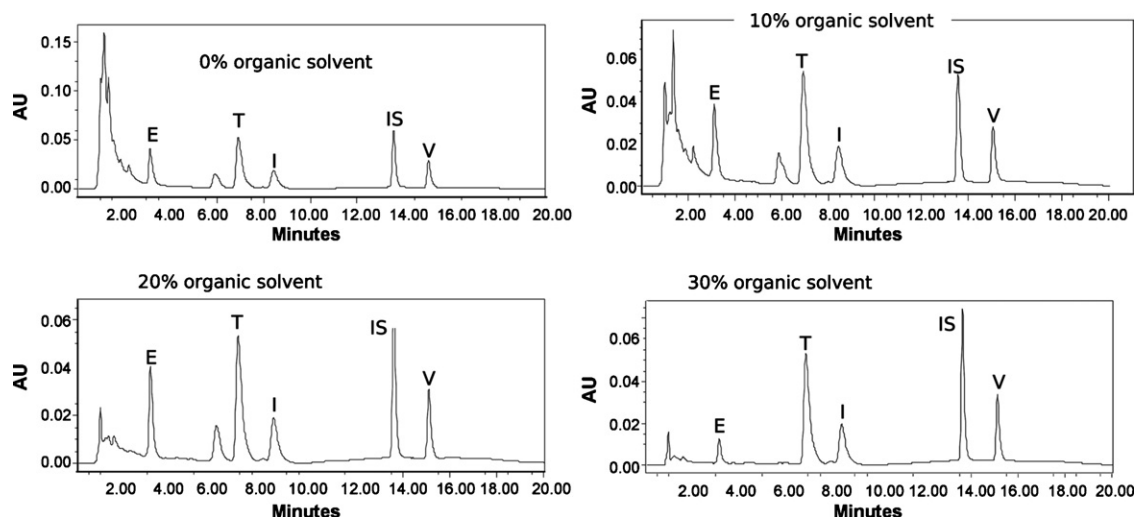 0% organic solvent
0.15
0.10
0.05
0.00
AU
E
T
I
IS
V
2.00 4.00 6.00 8.00 10.00 12.00 14.00 16.00 18.00 20.00
Minutes
10% organic solvent
0.06
0.04
0.02
0.00
AU
E
T
I
IS
V
2.00 4.00 6.00 8.00 10.00 12.00 14.00 16.00 18.00 20.00
Minutes
20% organic solvent
0.06
0.04
0.02
0.00
AU
E
T
I
IS
V
2.00 4.00 6.00 8.00 10.00 12.00 14.00 16.00 18.00 20.00
Minutes
30% organic solvent
0.06
0.04
0.02
0.00
AU
E
T
I
IS
V
2.00 4.00 6.00 8.00 10.00 12.00 14.00 16.00 18.00 20.00
Minutes